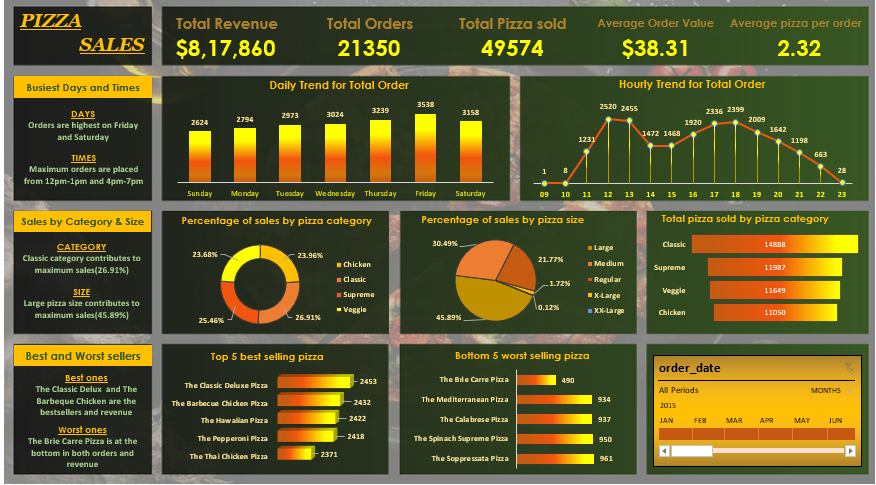 PIZZA
SALES
Total Revenue
$8,17,860
Total Orders
21350
Total Pizza sold
49574
Average Order Value
$38.31
Average pizza per order
2.32
Busiest Days and Times
DAYS
Orders are highest on Friday
and Saturday
TIMES
Maximum orders are placed
from 12pm-1pm and 4pm-7pm
Daily Trend for Total Order
2624 2794 2973 3024 3239 3538 3158
Sunday Monday Tuesday Wednesday Thursday Friday Saturday
Hourly Trend for Total Order
1 8 1231 2520 2455 1472 1468 1920 2336 2399 2009 1642 1198 663 28
09 10 11 12 13 14 15 16 17 18 19 20 21 22 23
Sales by Category & Size
CATEGORY
Classic category contributes to
maximum sales(26.91%)
SIZE
Large pizza size contributes to
maximum sales(45.89%)
Percentage of sales by pizza category
23.68% 23.96%
25.46% 26.91%
Chicken
Classic
Supreme
Veggie
Percentage of sales by pizza size
30.49%
21.77%
1.72%
0.12%
45.89%
Large
Medium
Regular
X-Large
XX-Large
Total pizza sold by pizza category
Classic 14888
Supreme 11987
Veggie 11649
Chicken 11050
Best and Worst sellers
Best ones
The Classic Delux and The
Barbeque Chicken are the
bestsellers and revenue
Worst ones
The Brie Carre Pizza is at the
bottom in both orders and
revenue
Top 5 best selling pizza
The Classic Deluxe Pizza 2453
The Barbecue Chicken Pizza 2432
The Hawaiian Pizza 2422
The Pepperoni Pizza 2418
The Thai Chicken Pizza 2371
Bottom 5 worst selling pizza
The Brie Carre Pizza 490
The Mediterranean Pizza 934
The Calabrese Pizza 937
The Spinach Supreme Pizza 950
The Soppressata Pizza 961
order_date
All Periods MONTHS
2015
JAN FEB MAR APR MAY JUN